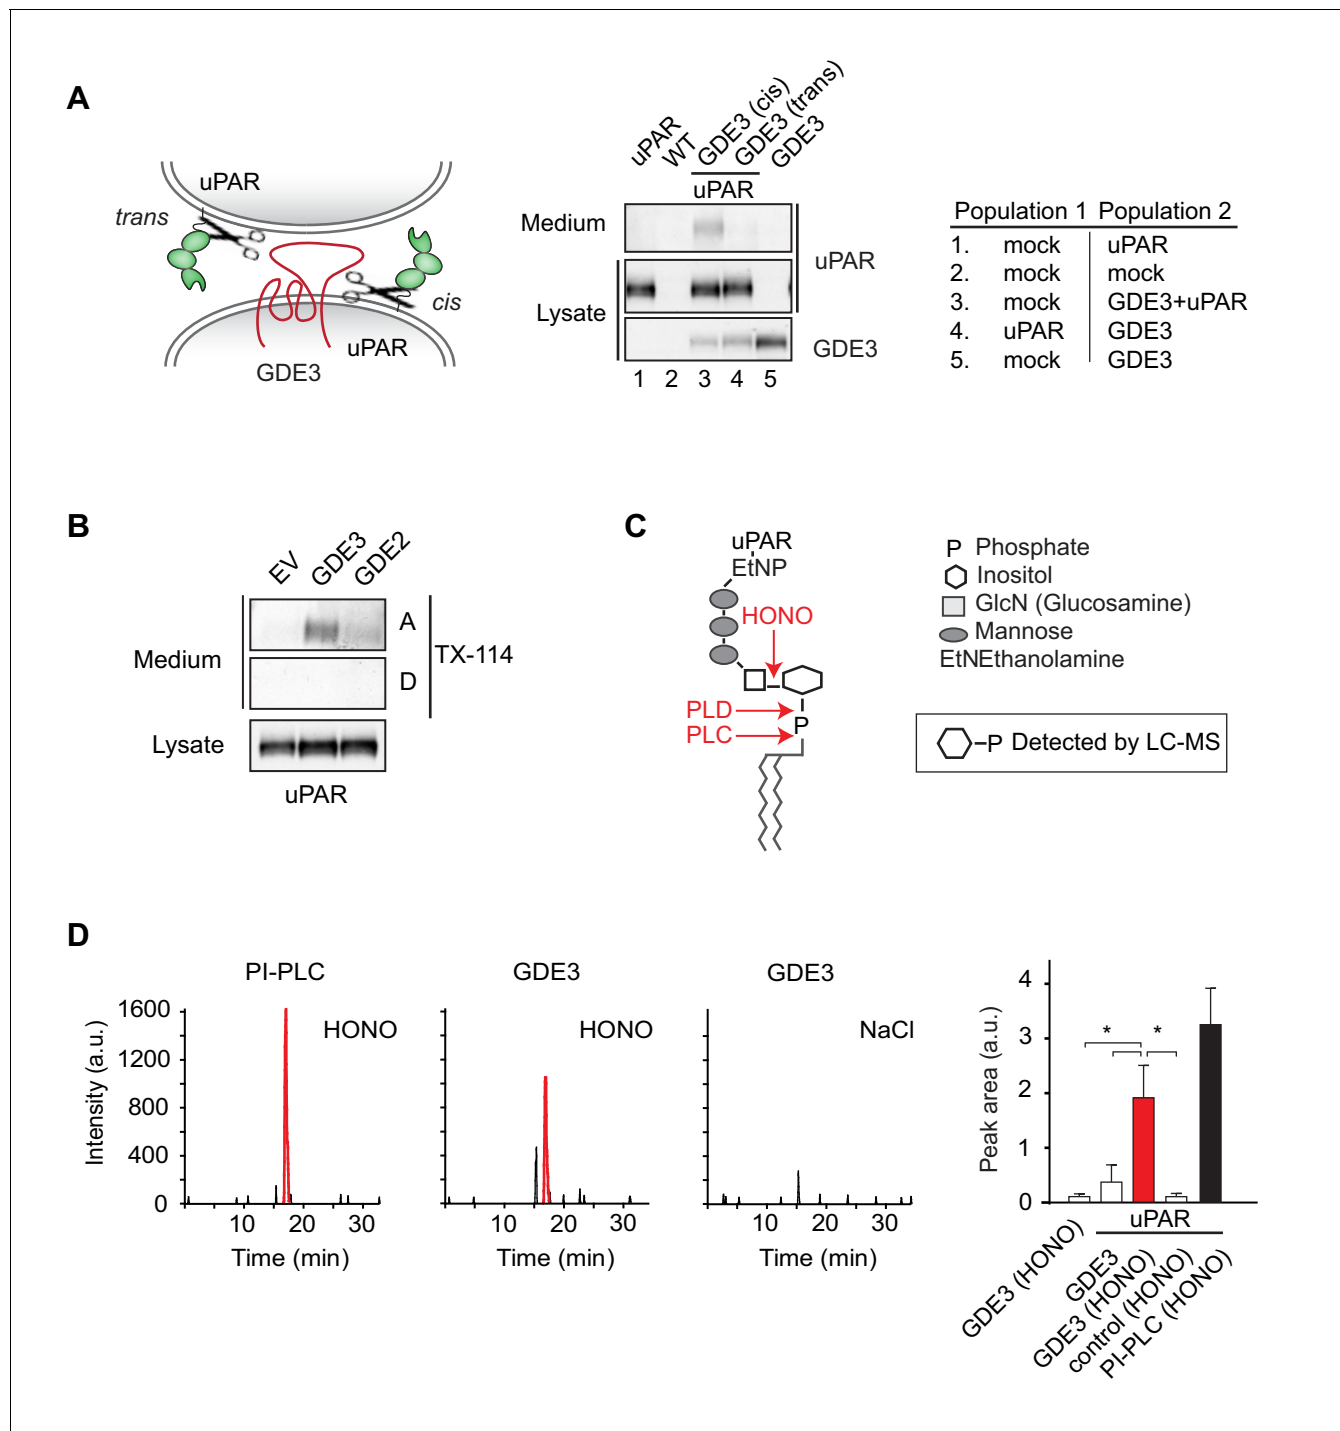 A
uPAR
trans
cis
uPAR
GDE3
uPAR
WT
GDE3 (cis)
GDE3 (trans)
GDE3
uPAR
Medium
Lysate
uPAR
GDE3
1 2 3 4 5
Population 1 Population 2
1. mock uPAR
2. mock mock
3. mock GDE3+uPAR
4. uPAR GDE3
5. mock GDE3
B
EV
GDE3
GDE2
Medium
A
D
TX-114
Lysate
uPAR
C
uPAR
EtNP
HONO
PLD
PLC
P
P Phosphate
Inositol
GlcN (Glucosamine)
Mannose
EtNEthanolamine
P Detected by LC-MS
D
PI-PLC
HONO
Intensity (a.u.)
1600
1200
800
400
0
10 20 30
Time (min)
GDE3
HONO
10 20 30
Time (min)
GDE3
NaCl
10 20 30
Time (min)
Peak area (a.u.)
4
3
2
1
0
* *
uPAR
GDE3 (HONO)
GDE3
GDE3 (HONO)
control (HONO)
PI-PLC (HONO)